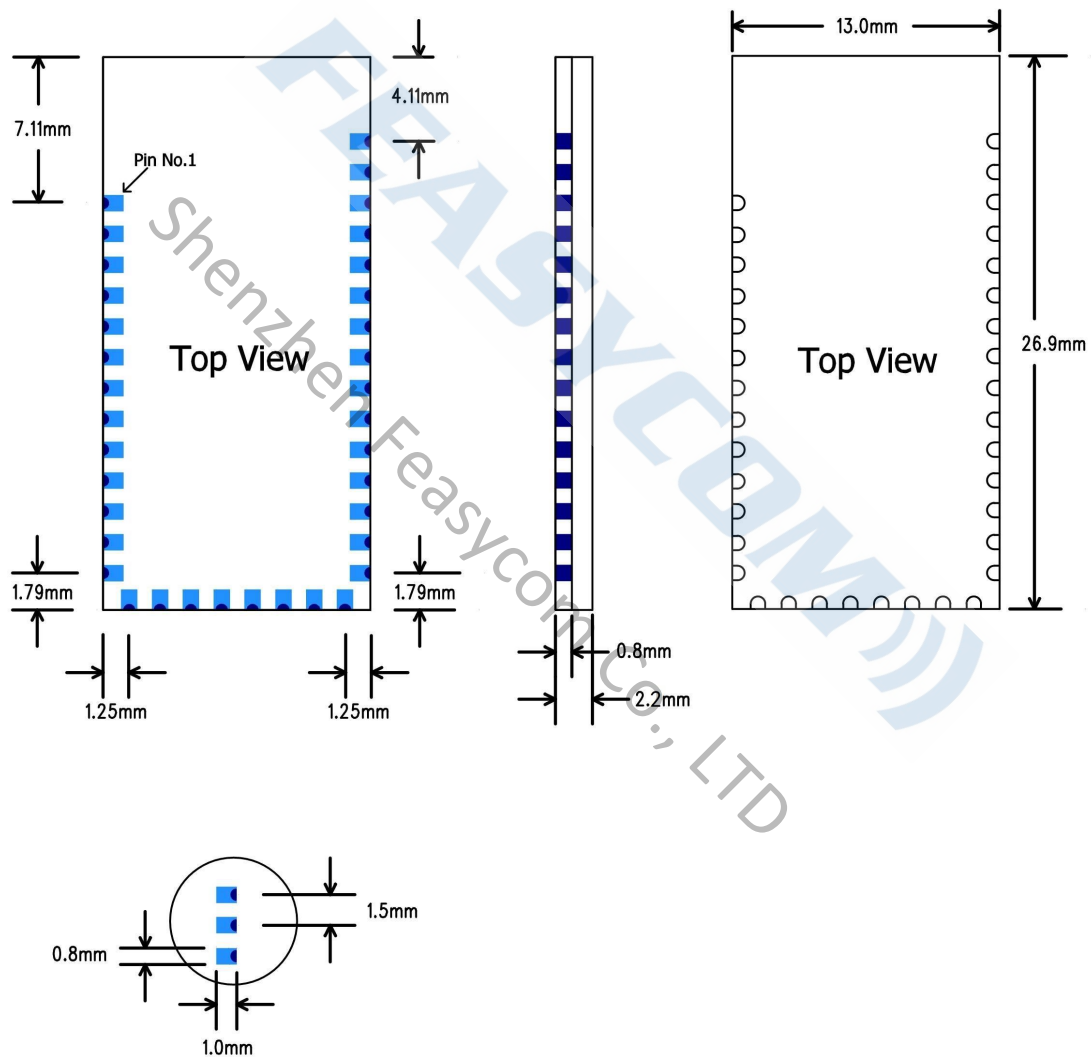 13.0mm
4.11mm
7.11mm
Pin No.1
FEASYCOM
Shenzhen Feasycom Co., LTD
26.9mm
Top View
Top View
1.79mm
1.79mm
0.8mm
2.2mm
1.25mm
1.25mm
1.5mm
0.8mm
1.0mm